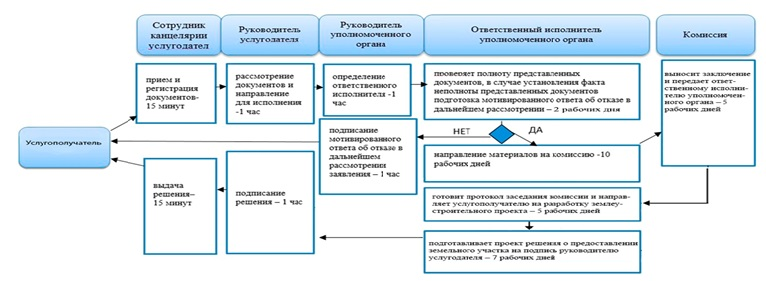 Сотрудник
канцелярии
услугодател
Руководитель
услугодателя
Руководитель
уполномоченого
органа
Ответственный исполнитель
уполномоченого органа
Комиссия
Услугополучатель
прием и
регистрация
документов-
15 минут
рассмотрение
документов и
направление
для исполнения
-1 час
определение
ответственного
исполнителя -1
час
проверяет полноту представленных
документов, в случае установления факта
неполноты представленных документов
подготовка мотивированного ответа об отказе в
дальнейшем рассмотрении – 2 рабочих дня
выносит заключение
и передает ответ-
ственному исполни-
телю уполномочен-
ного органа – 5
рабочих дней
НЕТ
ДА
подписание
мотивированного
ответа об отказе в
дальнейшем
рассмотрения
заявления – 1 час
направление материалов на комиссию -10
рабочих дней
выдача
решения–
15 минут
подписание
решения – 1 час
готовит протокол заседания комиссии и направ-
ляет услугополучателю на разработку землеу-
строительного проекта – 5 рабочих дней
подготавливает проект решения о предоставлении
земельного участка на подпись руководителю
услугодателя – 7 рабочих дней